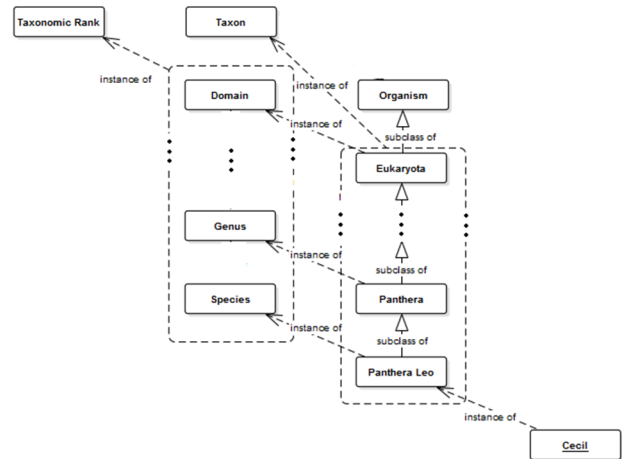 Taxonomic Rank
Taxon
instance of
instance of
Domain
Organism
instance of
subclass of
Eukaryota
Genus
instance of
subclass of
Species
Panthera
instance of
subclass of
Panthera Leo
instance of
Cecil